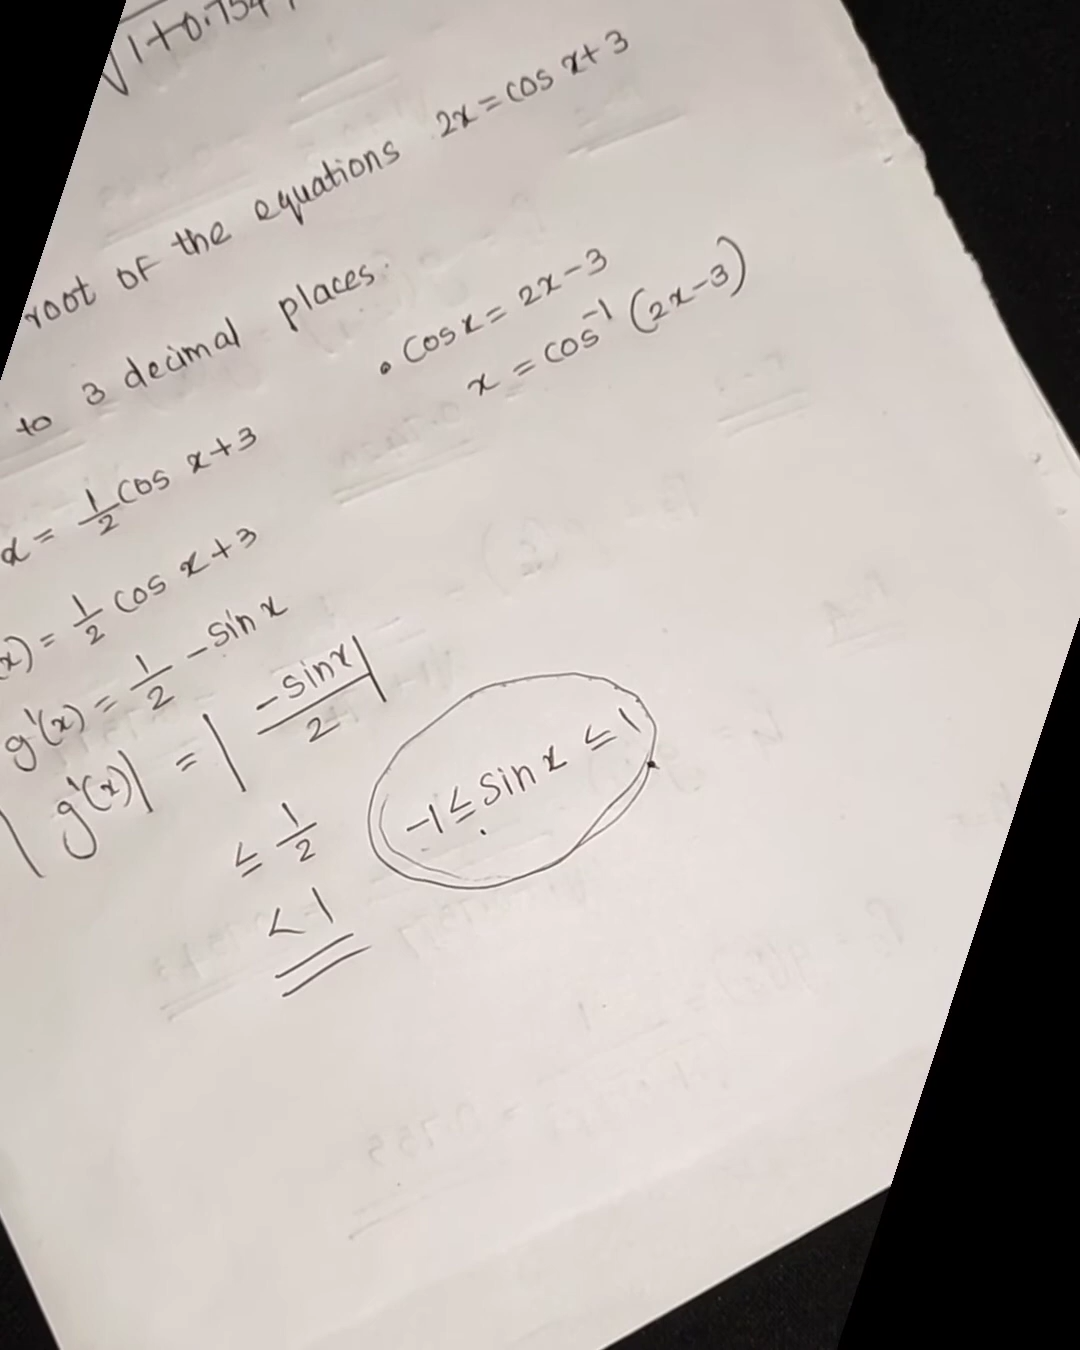 √1+0.754
root of the equations 2x = cos x+3
to 3 decimal places.
• cos x = 2x-3
x = cos⁻¹ (2x-3)
x = 1/2 cos x+3
x) = 1/2 cos x+3
g'(x) = 1/2 -sin x
|g'(x)| = |-sin x/2|
≤ 1/2
-1 ≤ sin x ≤ 1
< 1